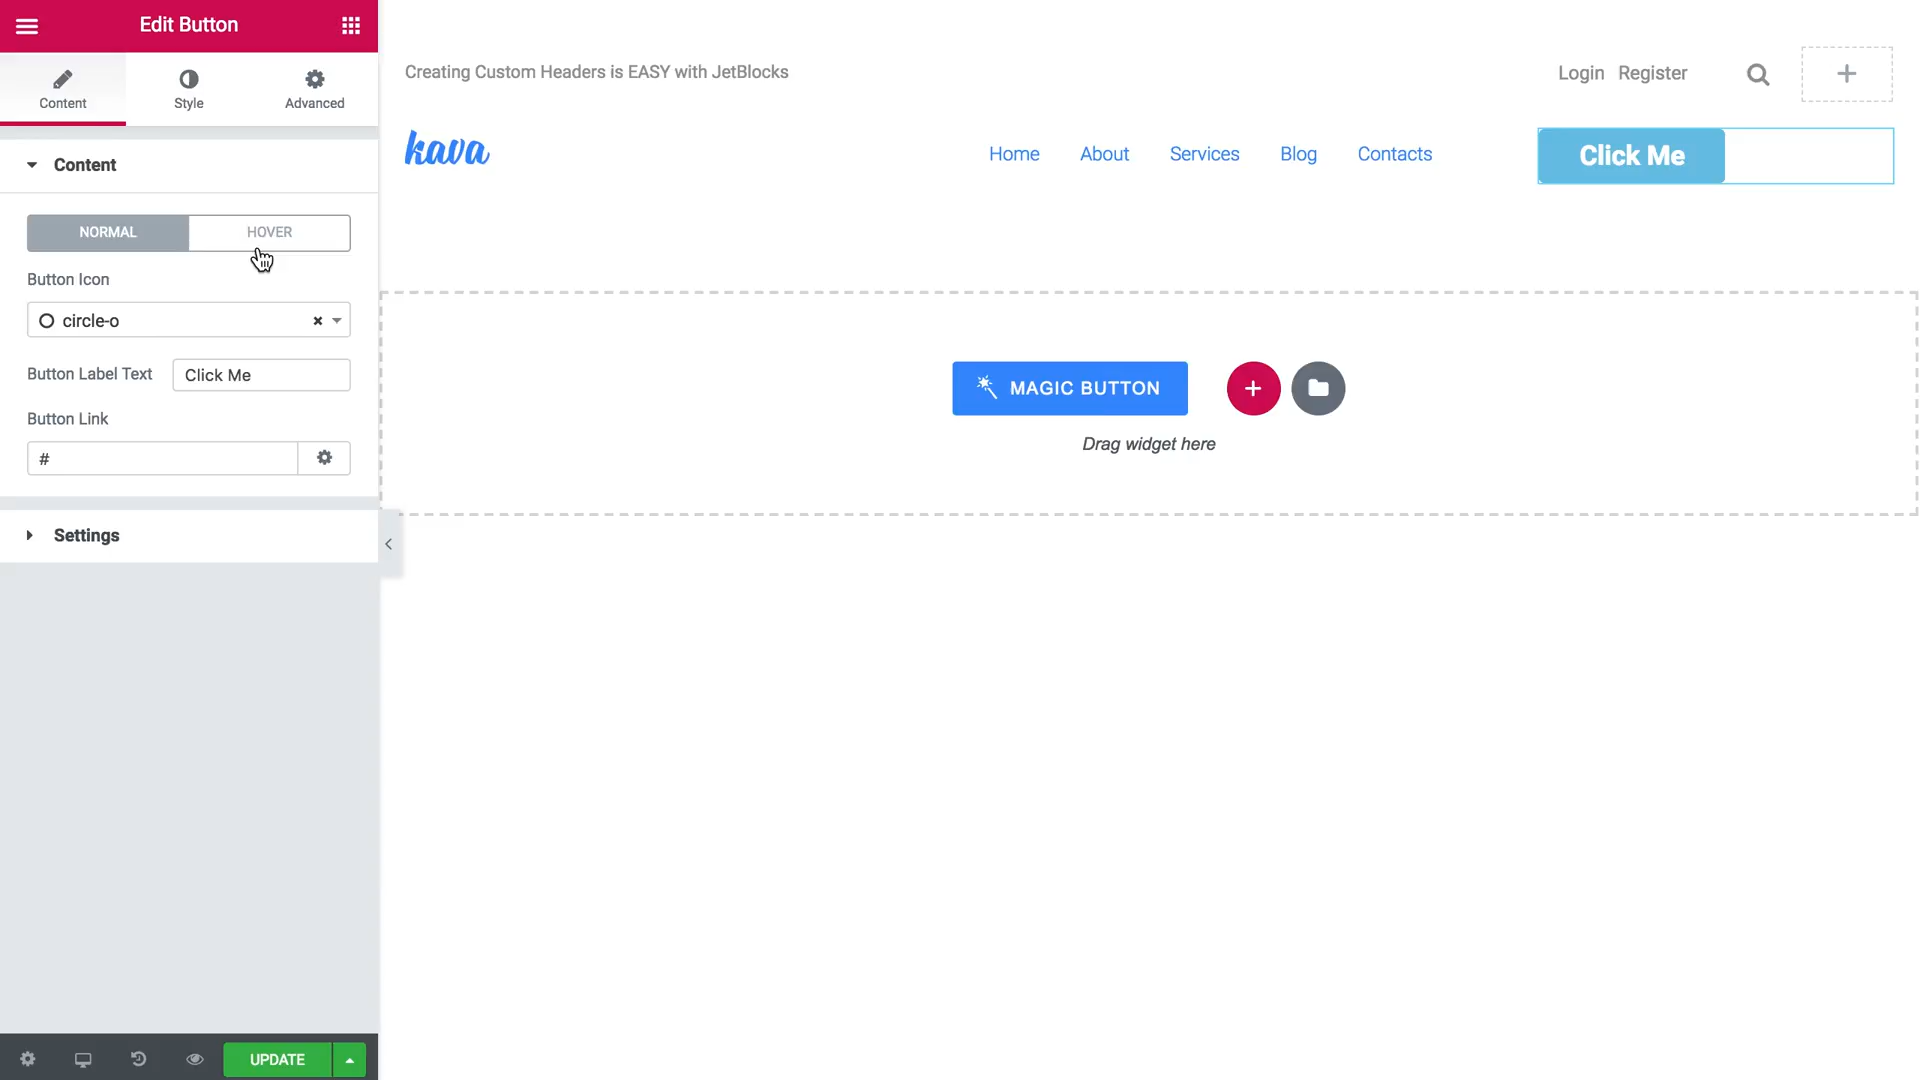 Edit Button
Content
Style
Advanced
Content
NORMAL
HOVER
Button Icon
circle-o
Button Label Text
Click Me
Button Link
#
Settings
UPDATE
Creating Custom Headers is EASY with JetBlocks
Login
Register
kava
Home
About
Services
Blog
Contacts
Click Me
MAGIC BUTTON
Drag widget here